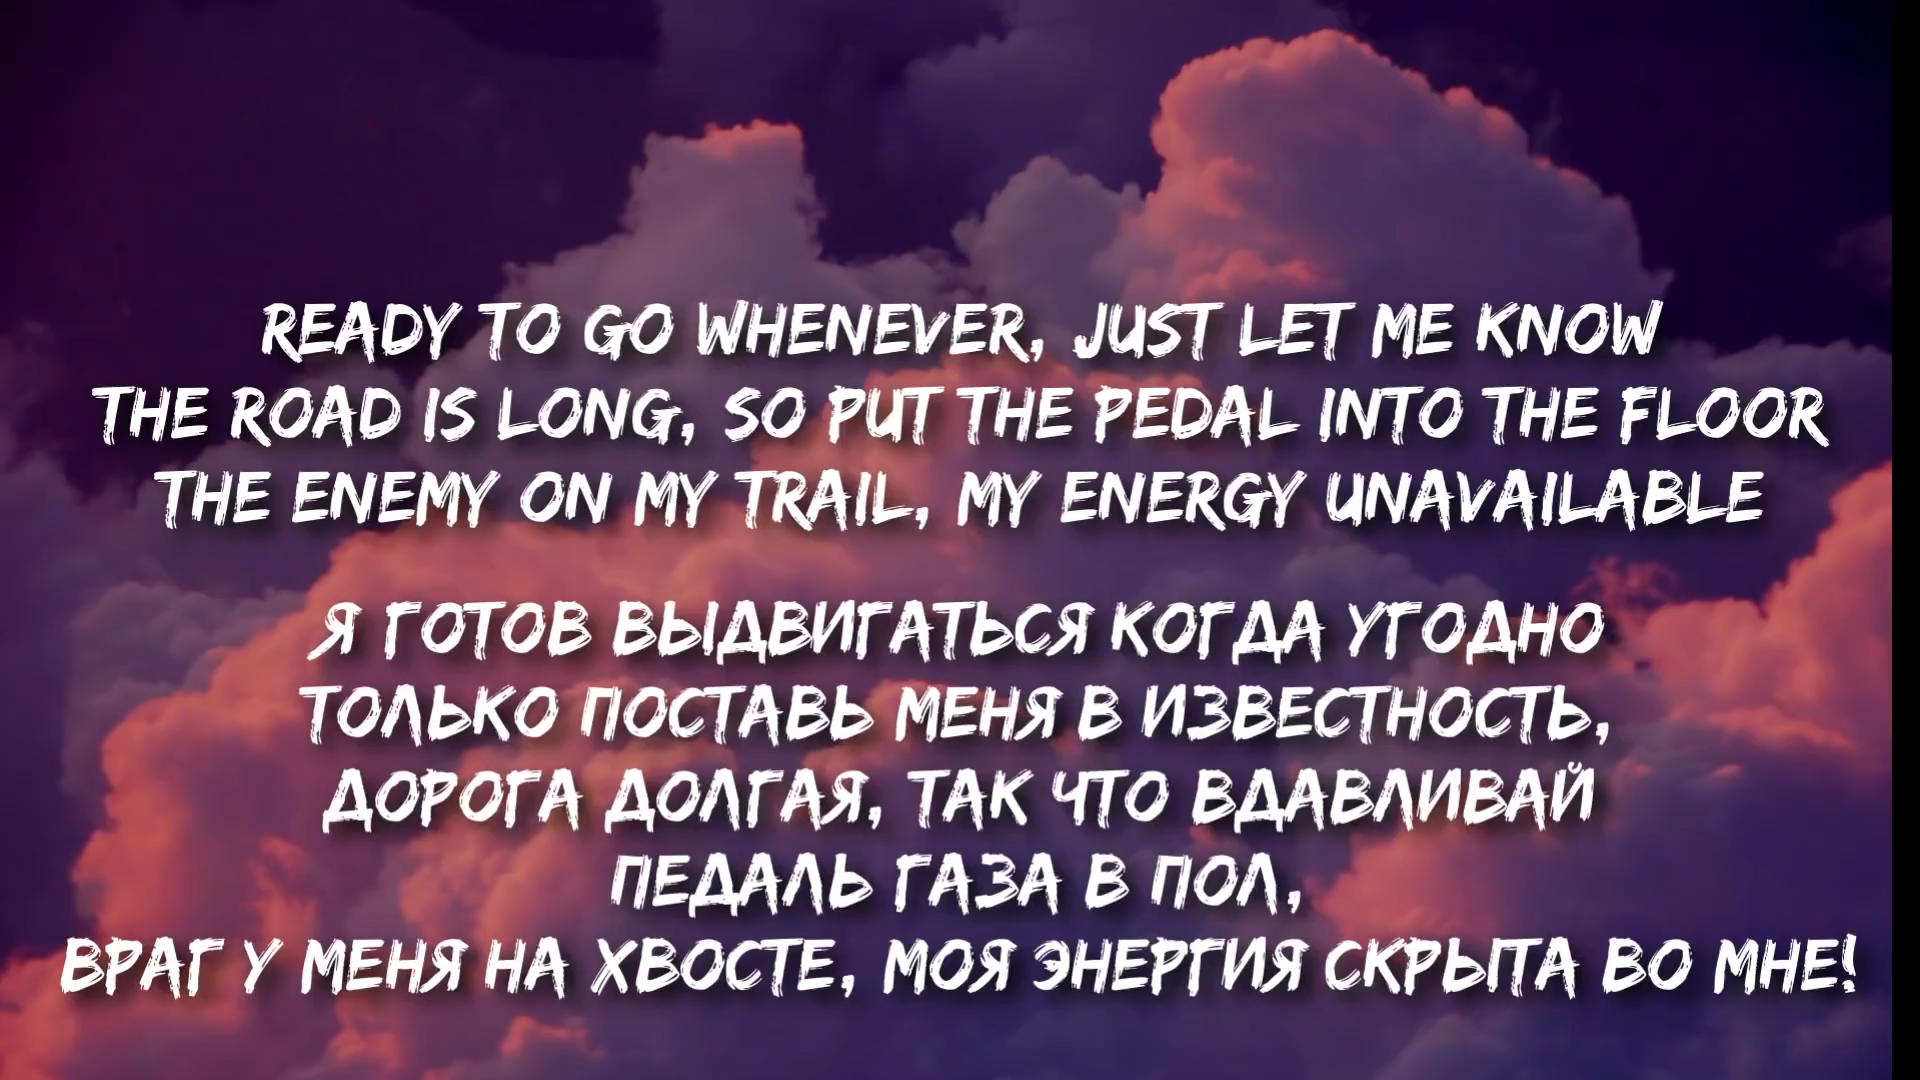 READY TO GO WHENEVER, JUST LET ME KNOW
THE ROAD IS LONG, SO PUT THE PEDAL INTO THE FLOOR
THE ENEMY ON MY TRAIL, MY ENERGY UNAVAILABLE
Я ГОТОВ ВЫДВИГАТЬСЯ КОГДА УГОДНО
ТОЛЬКО ПОСТАВЬ МЕНЯ В ИЗВЕСТНОСТЬ,
ДОРОГА ДОЛГАЯ, ТАК ЧТО ВДАВЛИВАЙ
ПЕДАЛЬ ГАЗА В ПОЛ,
ВРАГ У МЕНЯ НА ХВОСТЕ, МОЯ ЭНЕРГИЯ СКРЫТА ВО МНЕ!